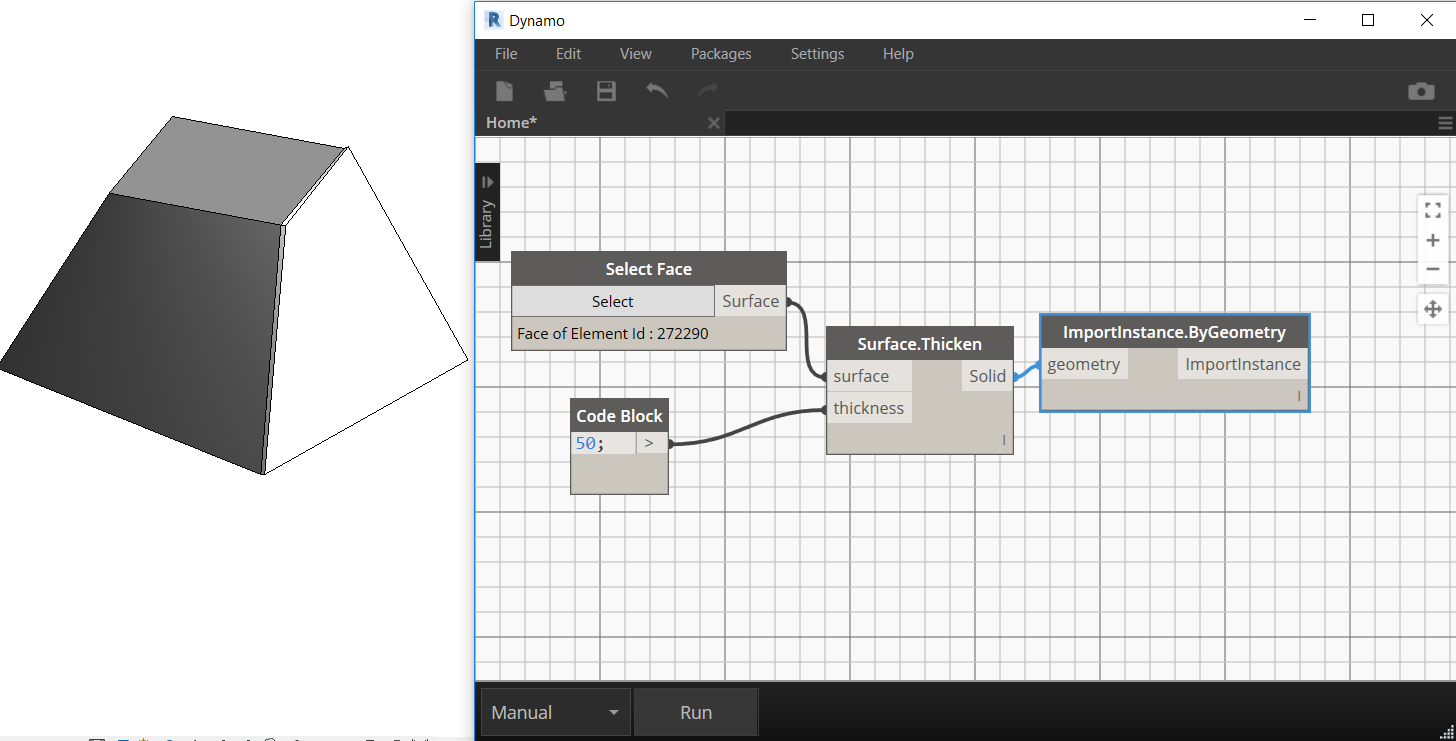 Dynamo
File Edit View Packages Settings Help
Home*
Library
Select Face
Select Surface
Face of Element Id : 272290
Code Block
50; >
Surface.Thicken
surface Solid
thickness
ImportInstance.ByGeometry
geometry ImportInstance
Manual Run